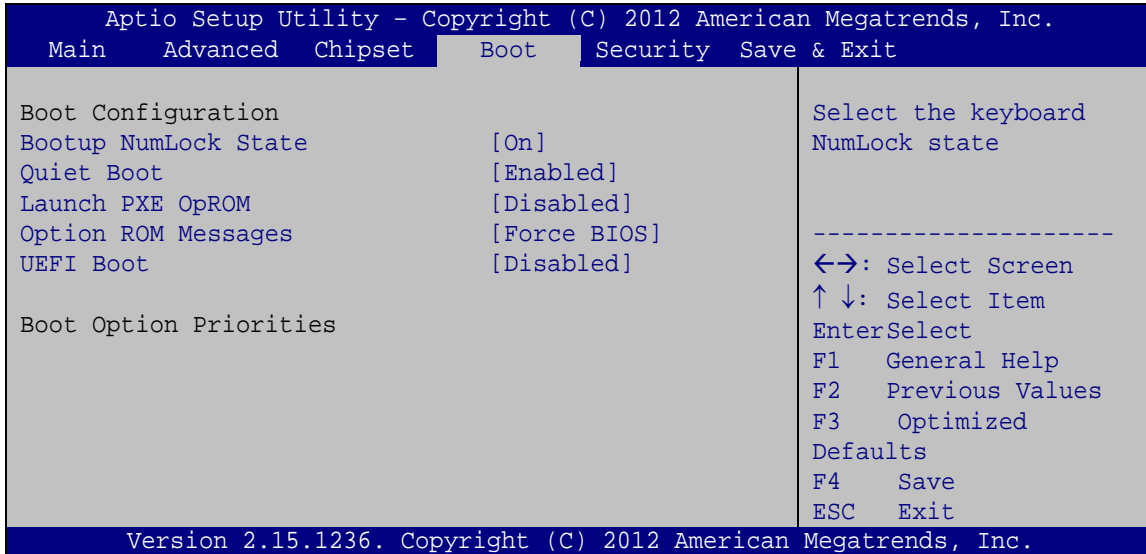 Aptio Setup Utility – Copyright (C) 2012 American Megatrends, Inc.
Main Advanced Chipset Boot Security Save & Exit
Boot Configuration
Bootup NumLock State [On]
Quiet Boot [Enabled]
Launch PXE OpROM [Disabled]
Option ROM Messages [Force BIOS]
UEFI Boot [Disabled]
Boot Option Priorities
Select the keyboard
NumLock state
---------------------
←→: Select Screen
↑ ↓: Select Item
EnterSelect
F1 General Help
F2 Previous Values
F3 Optimized
Defaults
F4 Save
ESC Exit
Version 2.15.1236. Copyright (C) 2012 American Megatrends, Inc.